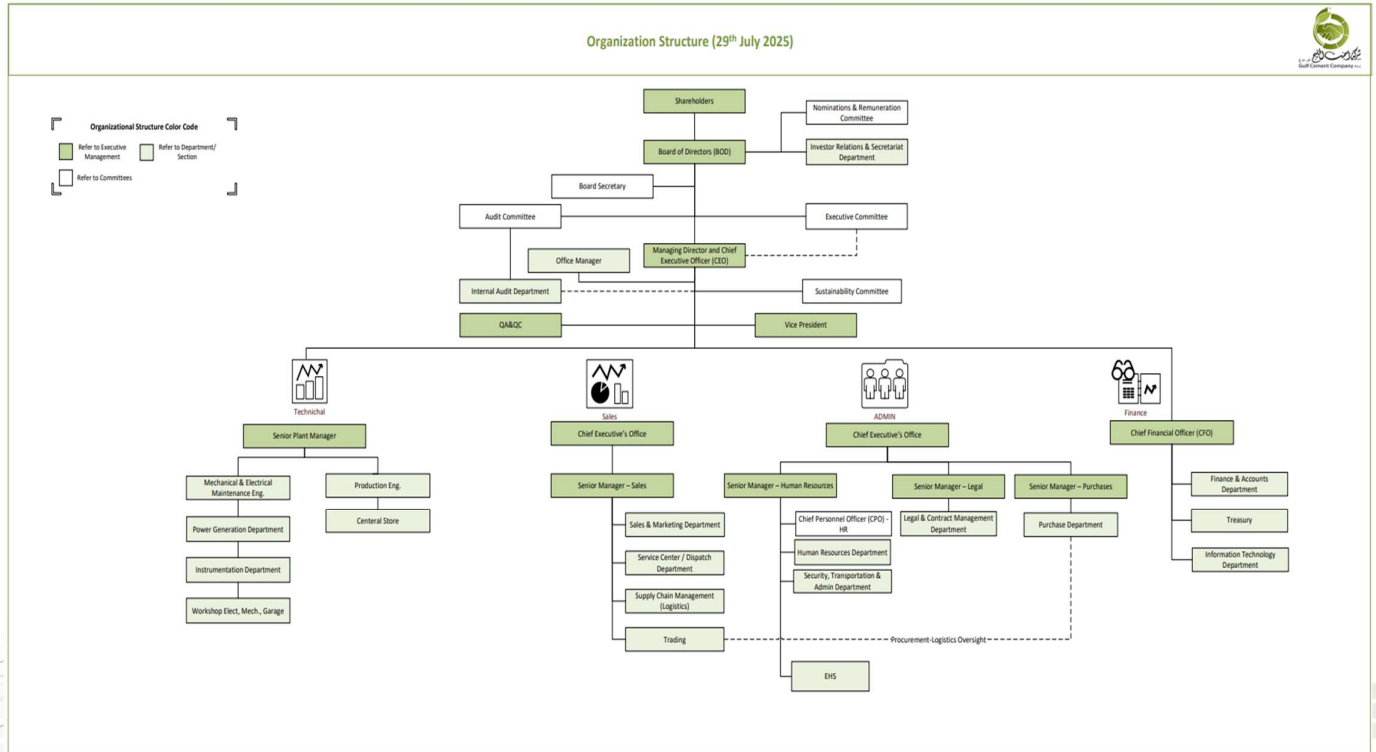 Organization Structure (29th July 2025)
Gulf Cement Company
Organizational Structure Color Code
Refer to Executive
Management
Refer to Department/
Section
Refer to Committees
Shareholders
Nominations & Remuneration
Committee
Board of Directors (BOD)
Investor Relations & Secretariat
Department
Board Secretary
Audit Committee
Executive Committee
Managing Director and Chief
Executive Officer (CEO)
Office Manager
Internal Audit Department
Sustainability Committee
QA&QC
Vice President
Technichal
Sales
ADMIN
Finance
Senior Plant Manager
Chief Executive's Office
Chief Executive's Office
Chief Financial Officer (CFO)
Mechanical & Electrical
Maintenance Eng.
Production Eng.
Power Generation Department
Centeral Store
Instrumentation Department
Workshop Elect, Mech., Garage
Senior Manager – Sales
Sales & Marketing Department
Service Center / Dispatch
Department
Supply Chain Management
(Logistics)
Trading
Procurement-Logistics Oversight
Senior Manager – Human Resources
Senior Manager – Legal
Senior Manager – Purchases
Chief Personnel Officer (CPO) -
HR
Legal & Contract Management
Department
Purchase Department
Human Resources Department
Security, Transportation &
Admin Department
EHS
Finance & Accounts
Department
Treasury
Information Technology
Department